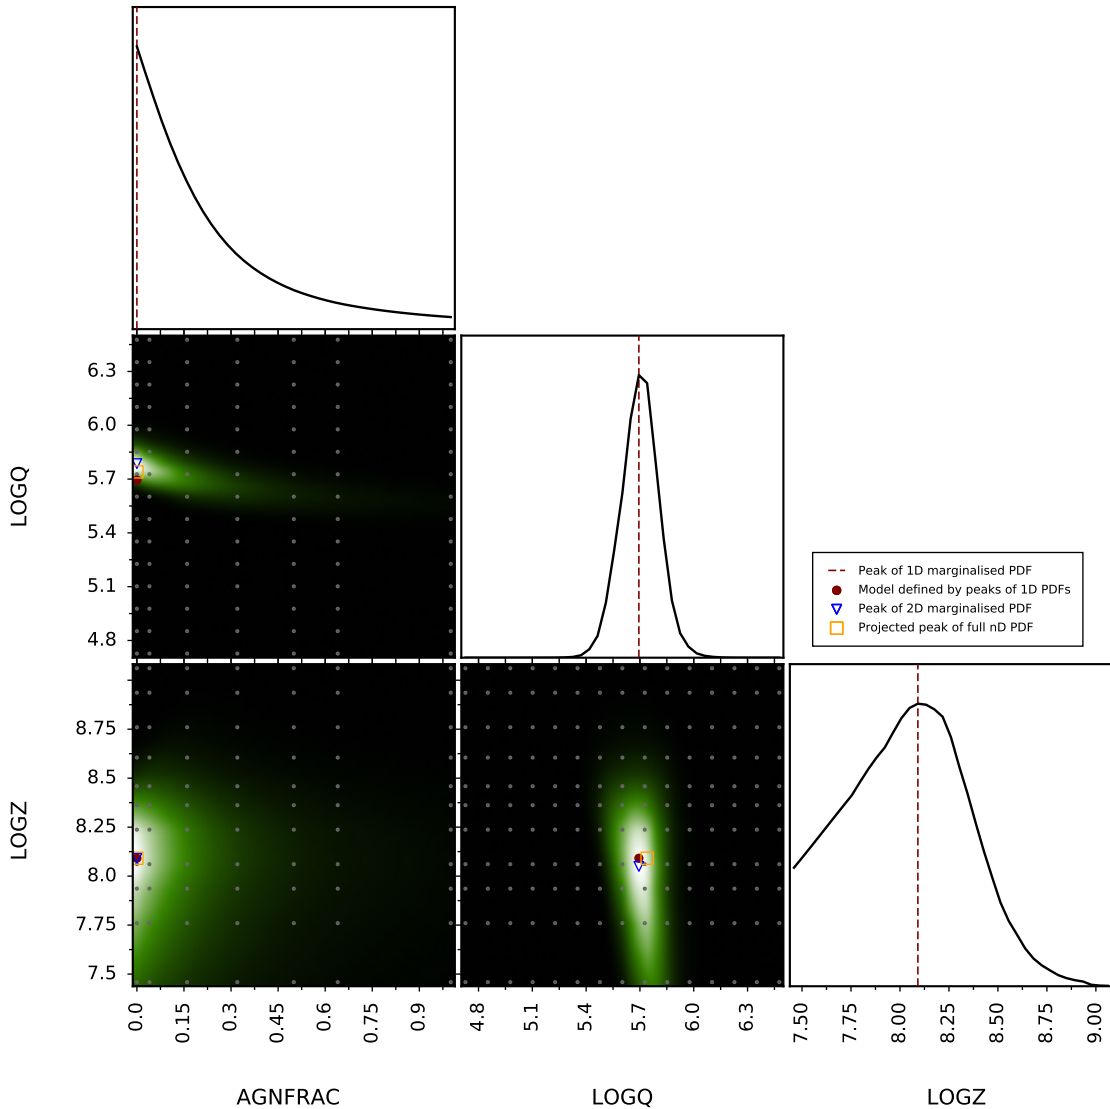 6.3
6.0
5.7
5.4
5.1
4.8
LOGQ
Peak of 1D marginalised PDF
Model defined by peaks of 1D PDFs
Peak of 2D marginalised PDF
Projected peak of full nD PDF
8.75
8.5
8.25
8.0
7.75
7.5
LOGZ
0.0 0.15 0.3 0.45 0.6 0.75 0.9
4.8 5.1 5.4 5.7 6.0 6.3
7.50 7.75 8.00 8.25 8.50 8.75 9.00
AGNFRAC LOGQ LOGZ